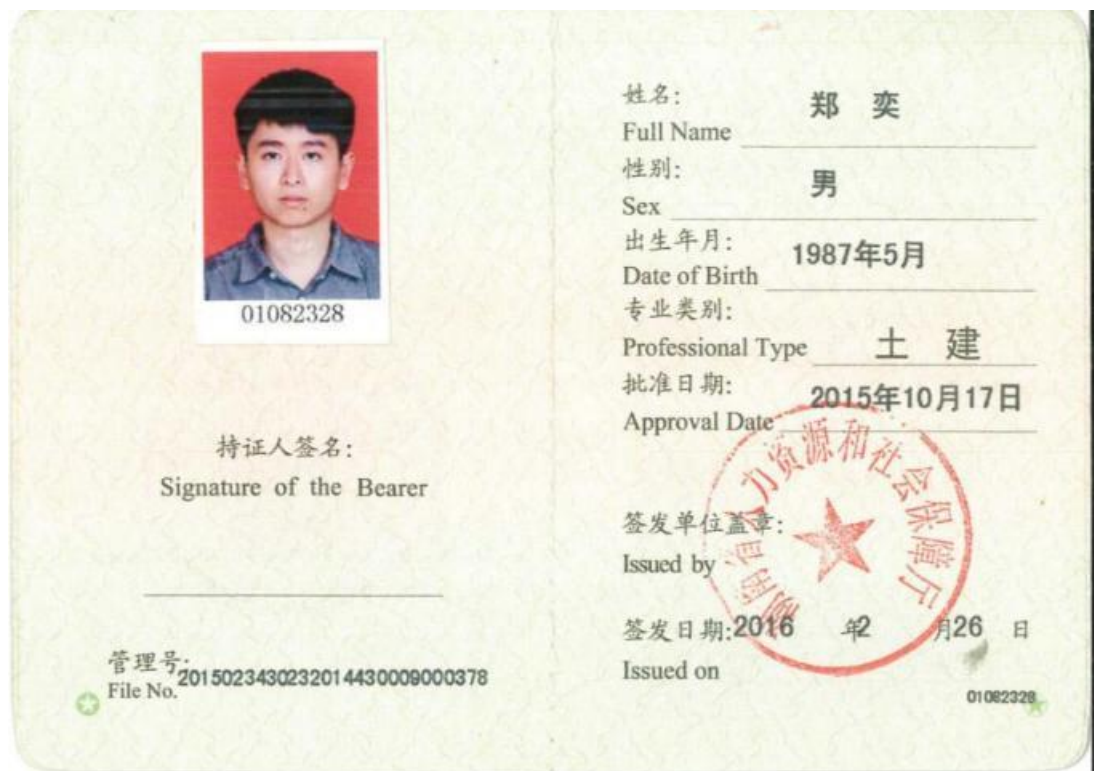 01082328
持证人签名:
Signature of the Bearer
管理号:
File No. 2015023430232014430009000378
姓名: 郑 奕
Full Name
性别: 男
Sex
出生年月: 1987年5月
Date of Birth
专业类别:
Professional Type 土 建
批准日期: 2015年10月17日
Approval Date
签发单位盖章:
Issued by
湖南省人力资源和社会保障厅
签发日期:2016 年2 月26 日
Issued on
01082328